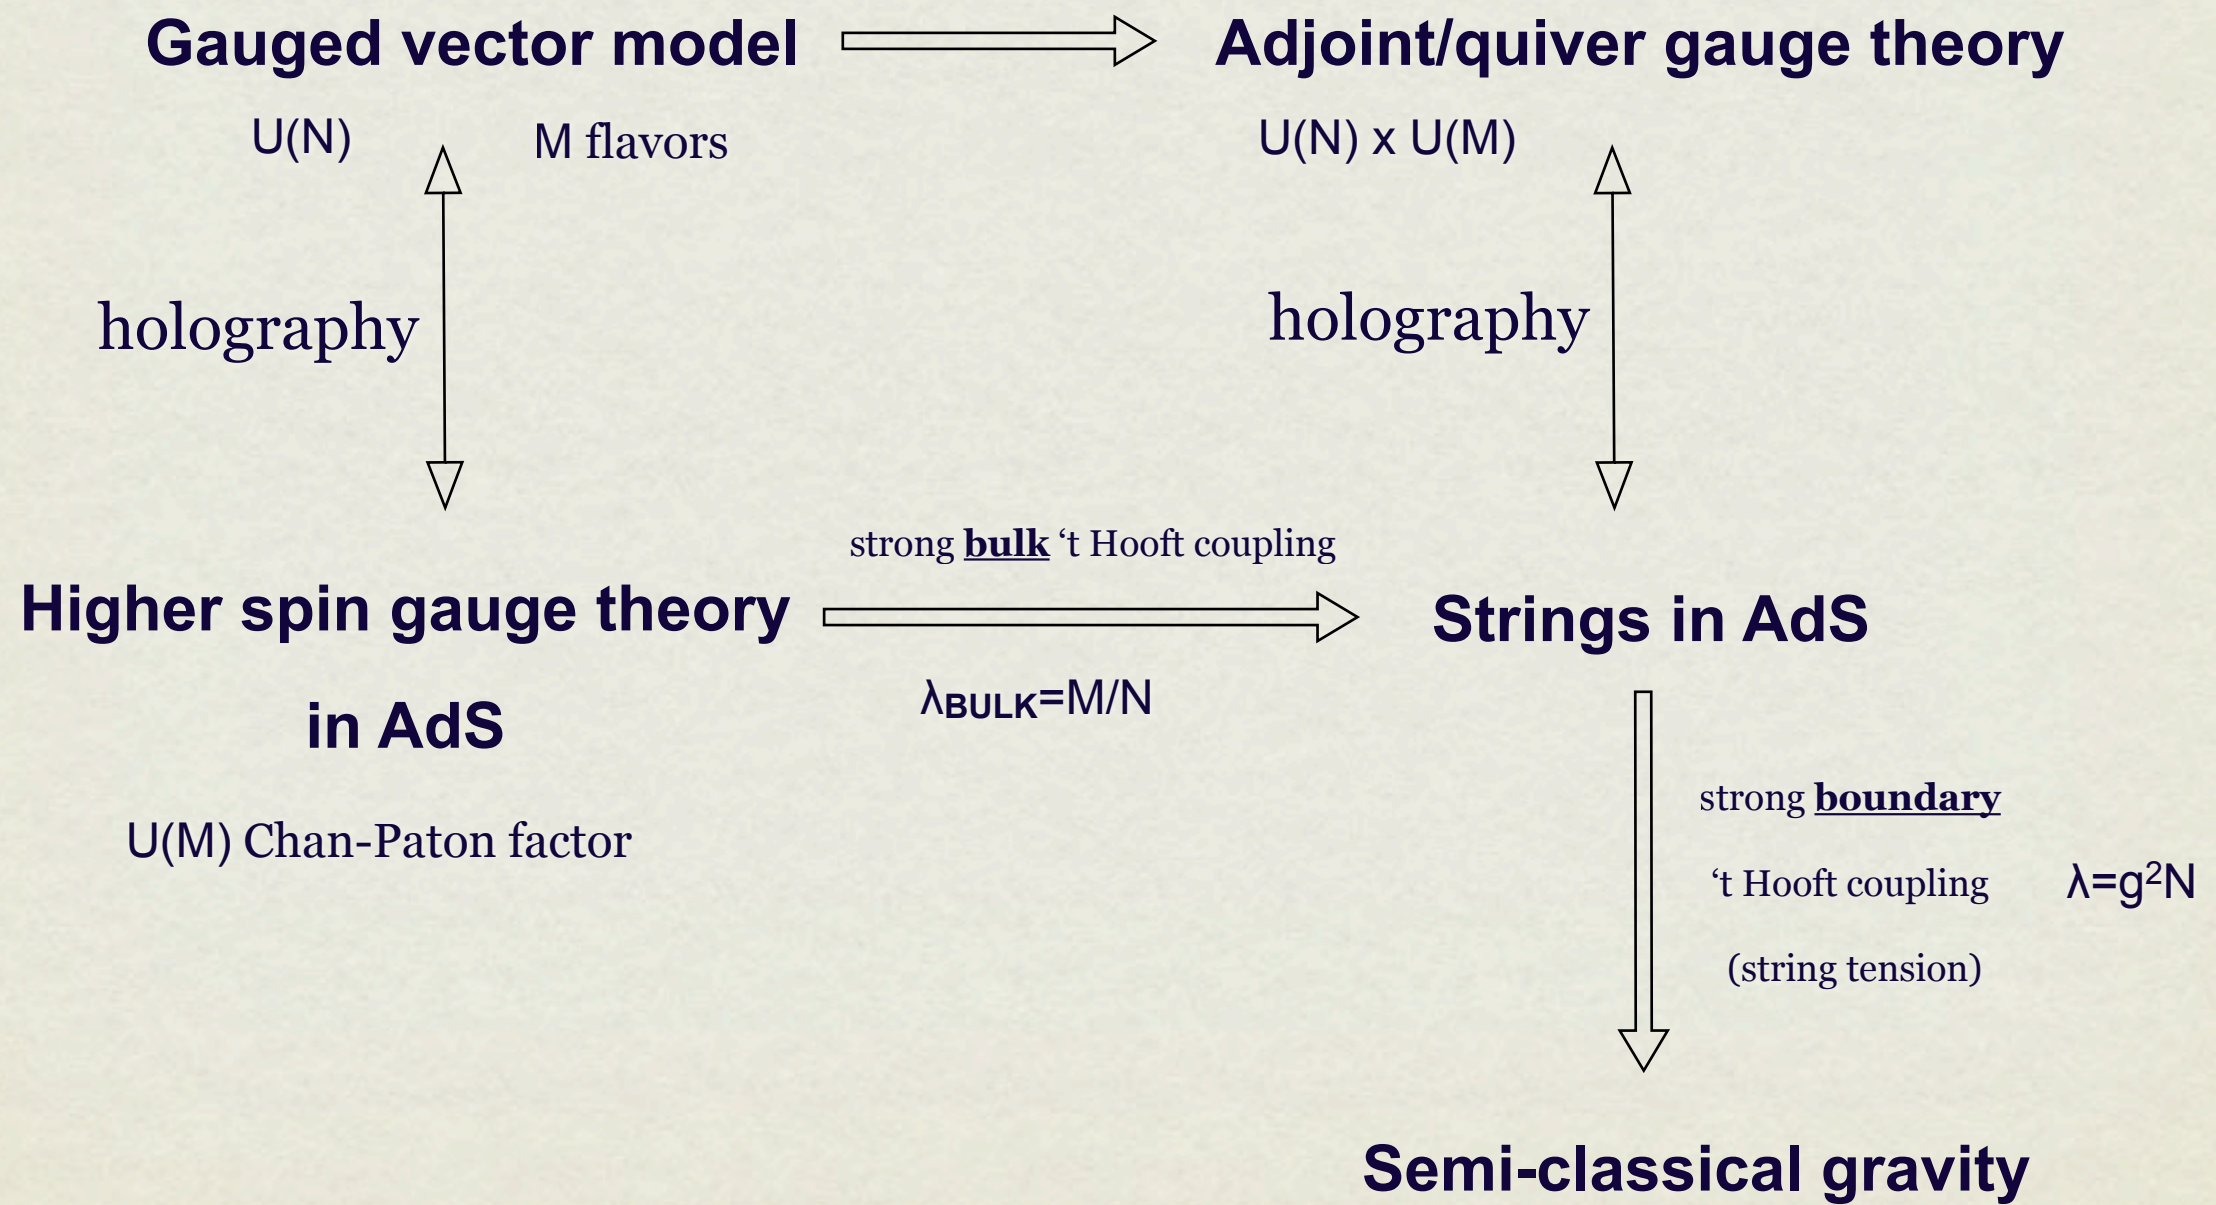 Gauged vector model
Adjoint/quiver gauge theory
U(N)
M flavors
U(N) x U(M)
holography
holography
strong bulk ‘t Hooft coupling
Higher spin gauge theory
in AdS
Strings in AdS
λBULK=M/N
U(M) Chan-Paton factor
strong boundary
‘t Hooft coupling
λ=g²N
(string tension)
Semi-classical gravity